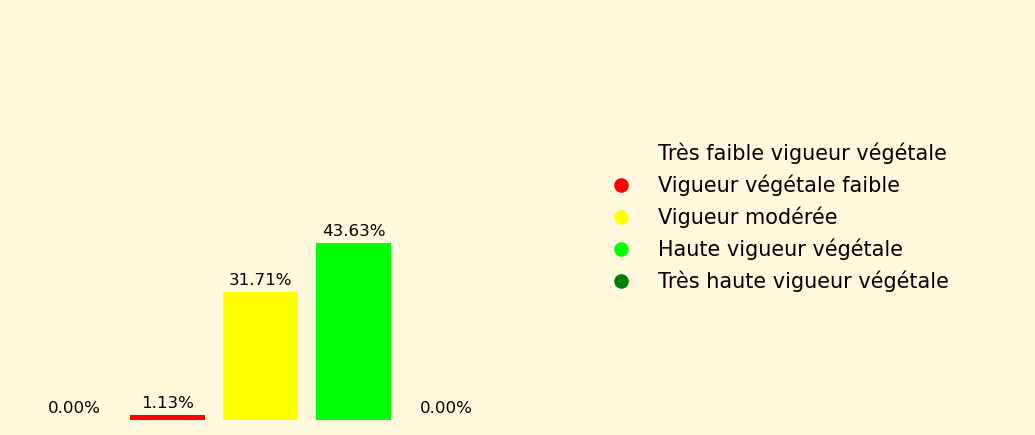 0.00%
1.13%
31.71%
43.63%
0.00%
Très faible vigueur végétale
Vigueur végétale faible
Vigueur modérée
Haute vigueur végétale
Très haute vigueur végétale